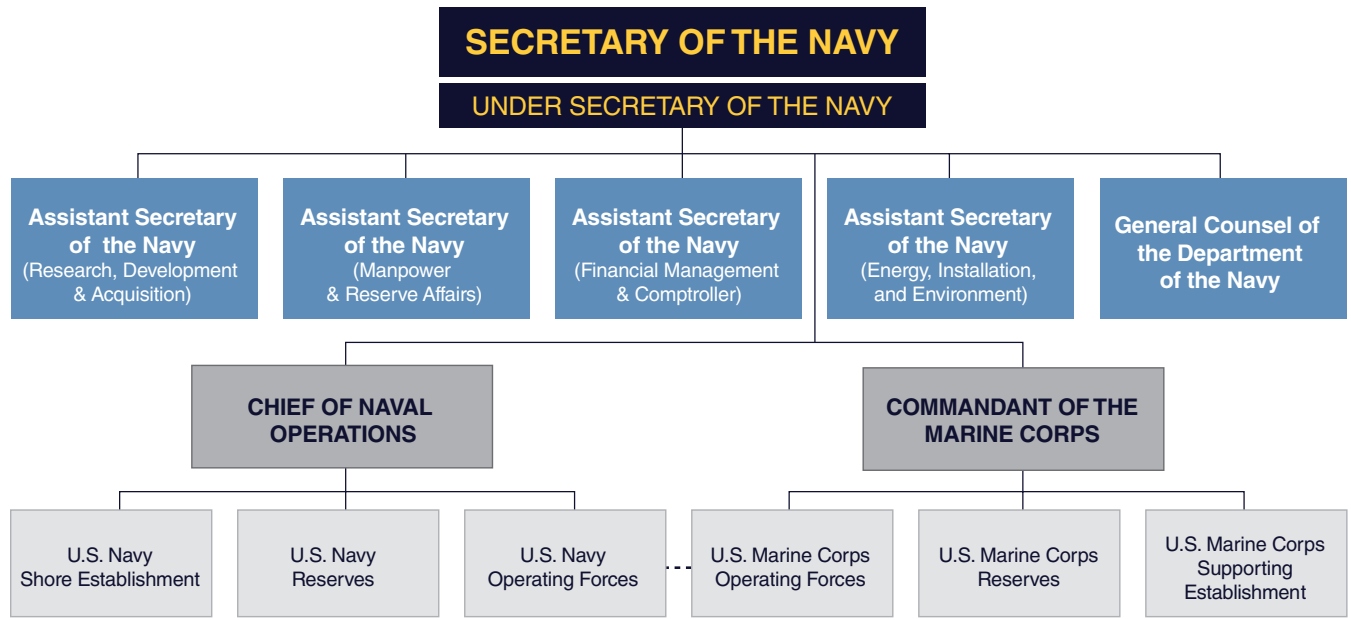 SECRETARY OF THE NAVY
UNDER SECRETARY OF THE NAVY
Assistant Secretary
of the Navy
(Research, Development
& Acquisition)
Assistant Secretary
of the Navy
(Manpower
& Reserve Affairs)
Assistant Secretary
of the Navy
(Financial Management
& Comptroller)
Assistant Secretary
of the Navy
(Energy, Installation,
and Environment)
General Counsel of
the Department
of the Navy
CHIEF OF NAVAL
OPERATIONS
COMMANDANT OF THE
MARINE CORPS
U.S. Navy
Shore Establishment
U.S. Navy
Reserves
U.S. Navy
Operating Forces
U.S. Marine Corps
Operating Forces
U.S. Marine Corps
Reserves
U.S. Marine Corps
Supporting
Establishment